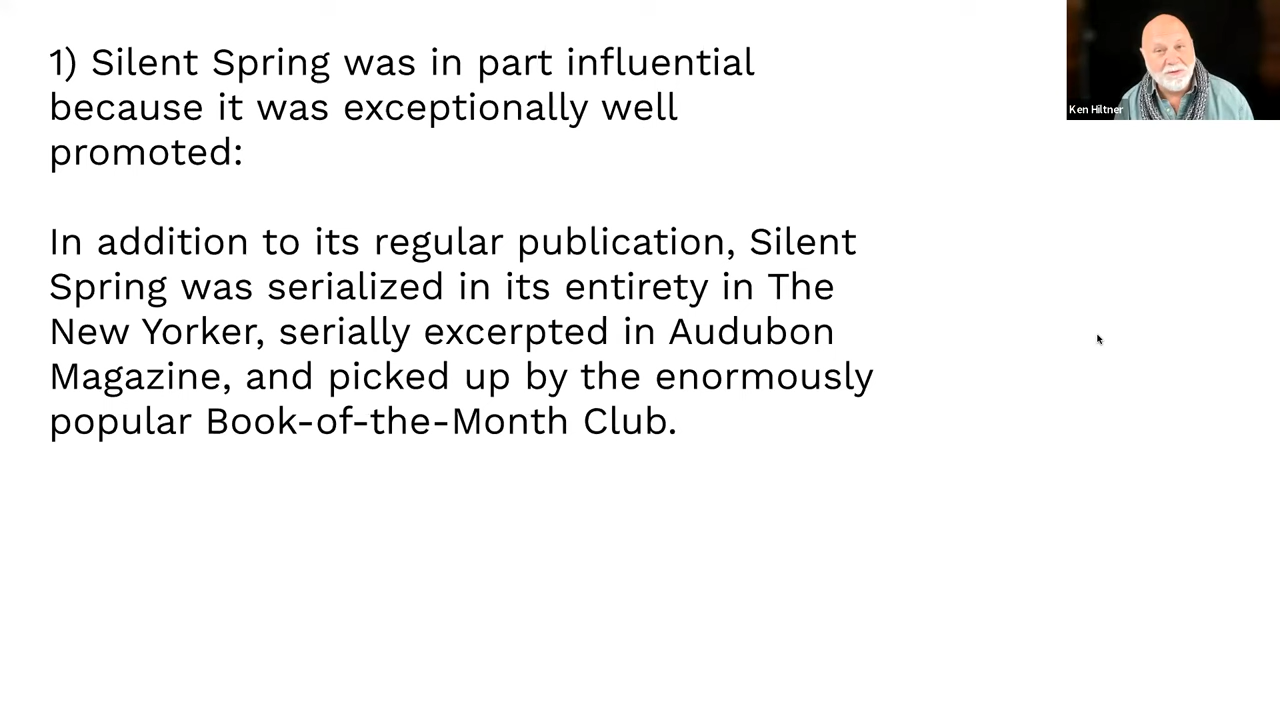 1) Silent Spring was in part influential
because it was exceptionally well
promoted:
In addition to its regular publication, Silent
Spring was serialized in its entirety in The
New Yorker, serially excerpted in Audubon
Magazine, and picked up by the enormously
popular Book-of-the-Month Club.
Ken Hiltner